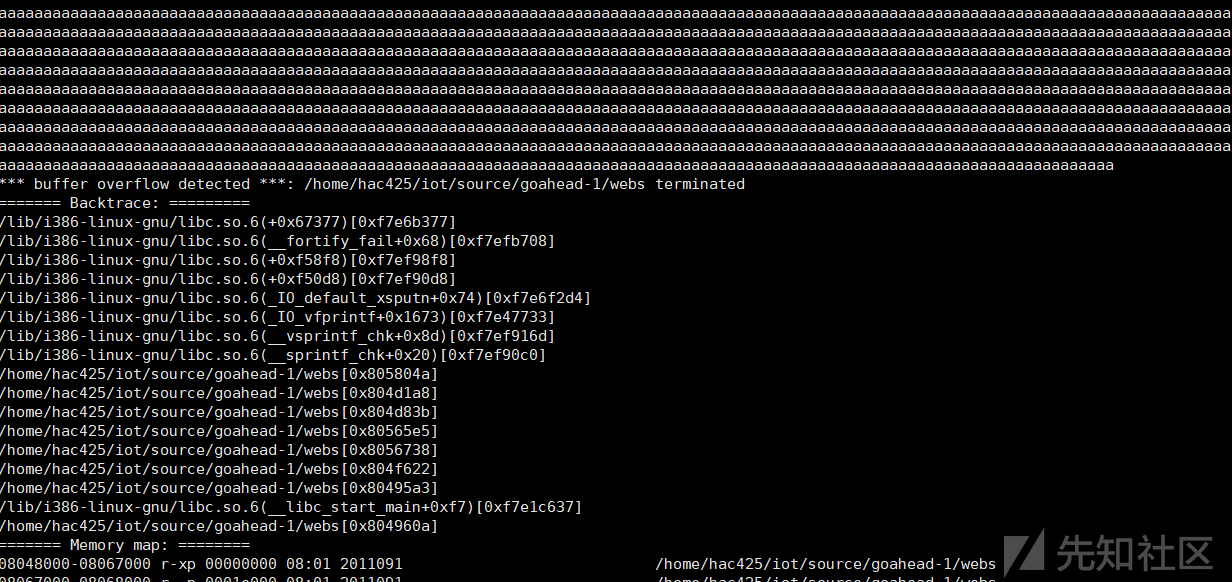 aaaaaaaaaaaaaaaaaaaaaaaaaaaaaaaaaaaaaaaaaaaaaaaaaaaaaaaaaaaaaaaaaaaaaaaaaaaaaaaaaaaaaaaaaaaaaaaaaaaaaaaaaaaaaaaaaaaaaaaaaaaaaaaaaaaaaaaaa
aaaaaaaaaaaaaaaaaaaaaaaaaaaaaaaaaaaaaaaaaaaaaaaaaaaaaaaaaaaaaaaaaaaaaaaaaaaaaaaaaaaaaaaaaaaaaaaaaaaaaaaaaaaaaaaaaaaaaaaaaaaaaaaaaaaaaaaaa
aaaaaaaaaaaaaaaaaaaaaaaaaaaaaaaaaaaaaaaaaaaaaaaaaaaaaaaaaaaaaaaaaaaaaaaaaaaaaaaaaaaaaaaaaaaaaaaaaaaaaaaaaaaaaaaaaaaaaaaaaaaaaaaaaaaaaaaaa
aaaaaaaaaaaaaaaaaaaaaaaaaaaaaaaaaaaaaaaaaaaaaaaaaaaaaaaaaaaaaaaaaaaaaaaaaaaaaaaaaaaaaaaaaaaaaaaaaaaaaaaaaaaaaaaaaaaaaaaaaaaaaaaaaaaaaaaaa
aaaaaaaaaaaaaaaaaaaaaaaaaaaaaaaaaaaaaaaaaaaaaaaaaaaaaaaaaaaaaaaaaaaaaaaaaaaaaaaaaaaaaaaaaaaaaaaaaaaaaaaaaaaaaaaaaaaaaaaaaaaaaaaaaaaaaaaaa
aaaaaaaaaaaaaaaaaaaaaaaaaaaaaaaaaaaaaaaaaaaaaaaaaaaaaaaaaaaaaaaaaaaaaaaaaaaaaaaaaaaaaaaaaaaaaaaaaaaaaaaaaaaaaaaaaaaaaaaaaaaaaaaaaaaaaaaaa
aaaaaaaaaaaaaaaaaaaaaaaaaaaaaaaaaaaaaaaaaaaaaaaaaaaaaaaaaaaaaaaaaaaaaaaaaaaaaaaaaaaaaaaaaaaaaaaaaaaaaaaaaaaaaaaaaaaaaaaaaaaaaaaaaaaaaaaaa
aaaaaaaaaaaaaaaaaaaaaaaaaaaaaaaaaaaaaaaaaaaaaaaaaaaaaaaaaaaaaaaaaaaaaaaaaaaaaaaaaaaaaaaaaaaaaaaaaaaaaaaaaaaaaaaaaaaaaaaaaaaaaaaaaaaaaaaaa
aaaaaaaaaaaaaaaaaaaaaaaaaaaaaaaaaaaaaaaaaaaaaaaaaaaaaaaaaaaaaaaaaaaaaaaaaaaaaaaaaaaaaaaaaaaaaaaaaaaaaaaaaaaaaaaaaaaaaaaaaaaa
*** buffer overflow detected ***: /home/hac425/iot/source/goahead-1/webs terminated
======= Backtrace: =========
/lib/i386-linux-gnu/libc.so.6(+0x67377)[0xf7e6b377]
/lib/i386-linux-gnu/libc.so.6(__fortify_fail+0x68)[0xf7efb708]
/lib/i386-linux-gnu/libc.so.6(+0xf58f8)[0xf7ef98f8]
/lib/i386-linux-gnu/libc.so.6(+0xf50d8)[0xf7ef90d8]
/lib/i386-linux-gnu/libc.so.6(_IO_default_xsputn+0x74)[0xf7e6f2d4]
/lib/i386-linux-gnu/libc.so.6(_IO_vfprintf+0x1673)[0xf7e47733]
/lib/i386-linux-gnu/libc.so.6(__vsprintf_chk+0x8d)[0xf7ef916d]
/lib/i386-linux-gnu/libc.so.6(__sprintf_chk+0x20)[0xf7ef90c0]
/home/hac425/iot/source/goahead-1/webs[0x805804a]
/home/hac425/iot/source/goahead-1/webs[0x804d1a8]
/home/hac425/iot/source/goahead-1/webs[0x804d83b]
/home/hac425/iot/source/goahead-1/webs[0x80565e5]
/home/hac425/iot/source/goahead-1/webs[0x8056738]
/home/hac425/iot/source/goahead-1/webs[0x804f622]
/home/hac425/iot/source/goahead-1/webs[0x80495a3]
/lib/i386-linux-gnu/libc.so.6(__libc_start_main+0xf7)[0xf7e1c637]
/home/hac425/iot/source/goahead-1/webs[0x804960a]
======= Memory map: ========
08048000-08067000 r-xp 00000000 08:01 2011091 /home/hac425/iot/source/goahead-1/webs
先知社区